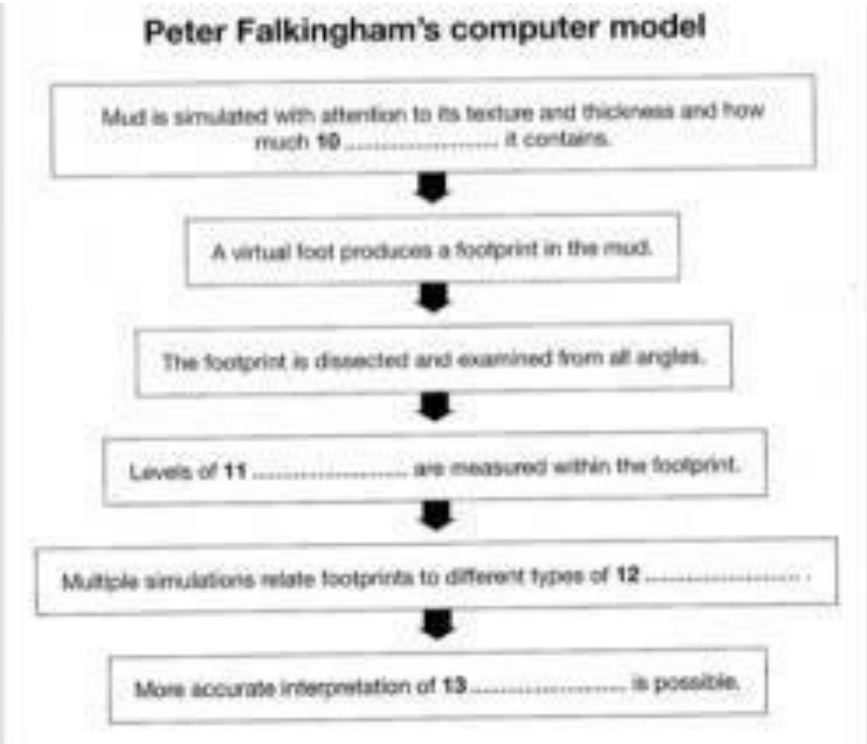 Peter Falkingham's computer model
Mud is simulated with attention to its texture and thickness and how
much 10 ........................ it contains.
A virtual foot produces a footprint in the mud.
The footprint is dissected and examined from all angles.
Levels of 11 ........................ are measured within the footprint.
Multiple simulations relate footprints to different types of 12 ........................ .
More accurate interpretation of 13 ........................ is possible.